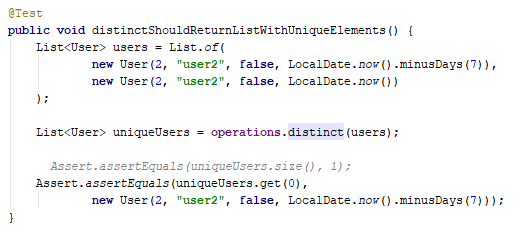 @Test
public void distinctShouldReturnListWithUniqueElements() {
    List<User> users = List.of(
            new User(2, "user2", false, LocalDate.now().minusDays(7)),
            new User(2, "user2", false, LocalDate.now())
    );

    List<User> uniqueUsers = operations.distinct(users);

      Assert.assertEquals(uniqueUsers.size(), 1);
    Assert.assertEquals(uniqueUsers.get(0),
            new User(2, "user2", false, LocalDate.now().minusDays(7)));
}